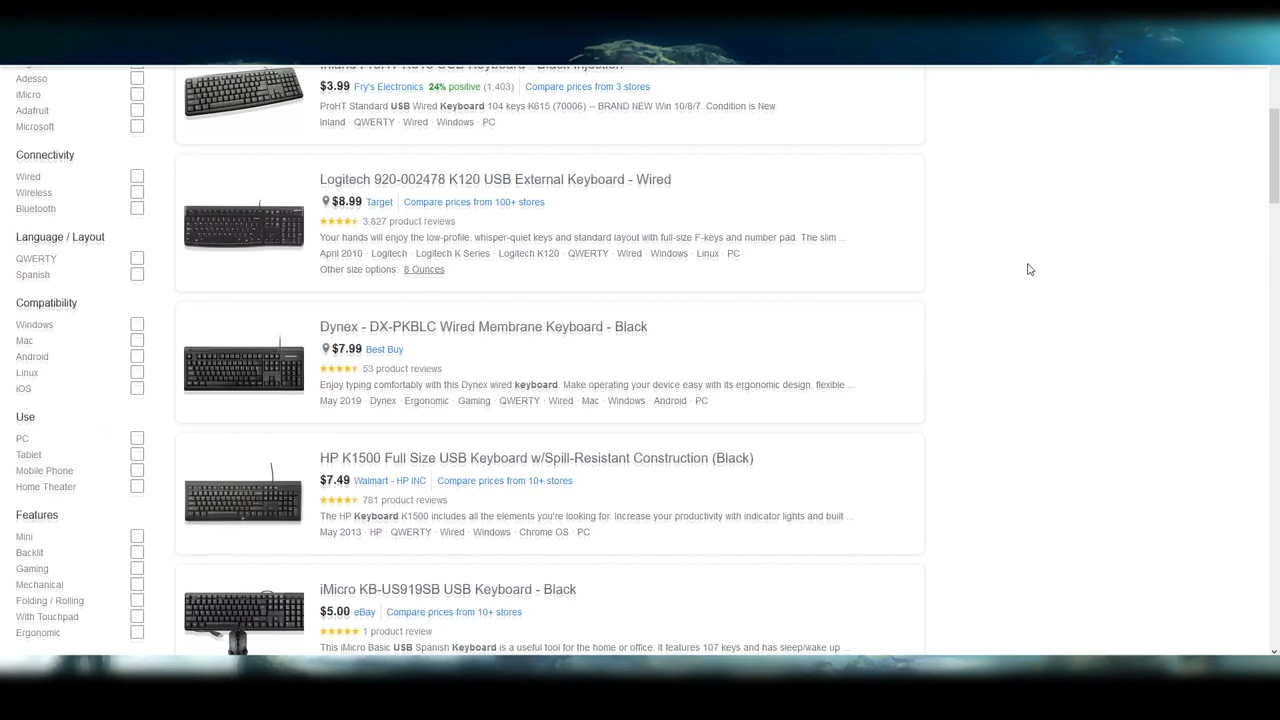 Adesso
iMicro
Adafruit
Microsoft
Connectivity
Wired
Wireless
Bluetooth
Language / Layout
QWERTY
Spanish
Compatibility
Windows
Mac
Android
Linux
iOS
Use
PC
Tablet
Mobile Phone
Home Theater
Features
Mini
Backlit
Gaming
Mechanical
Folding / Rolling
With Touchpad
Ergonomic
USB Keyboard - Black
$3.99 Fry's Electronics 24% positive (1,403) Compare prices from 3 stores
ProHT Standard USB Wired Keyboard 104 keys K615 (70006) -- BRAND NEW Win 10/8/7. Condition is New.
Inland · QWERTY · Wired · Windows · PC
Logitech 920-002478 K120 USB External Keyboard - Wired
$8.99 Target Compare prices from 100+ stores
3,827 product reviews
Your hands will enjoy the low-profile, whisper-quiet keys and standard layout with full-size F-keys and number pad. The slim ...
April 2010 · Logitech · Logitech K Series · Logitech K120 · QWERTY · Wired · Windows · Linux · PC
Other size options: 8 Ounces
Dynex - DX-PKBLC Wired Membrane Keyboard - Black
$7.99 Best Buy
53 product reviews
Enjoy typing comfortably with this Dynex wired keyboard. Make operating your device easy with its ergonomic design, flexible ...
May 2019 · Dynex · Ergonomic · Gaming · QWERTY · Wired · Mac · Windows · Android · PC
HP K1500 Full Size USB Keyboard w/Spill-Resistant Construction (Black)
$7.49 Walmart - HP INC Compare prices from 10+ stores
781 product reviews
The HP Keyboard K1500 includes all the elements you're looking for. Increase your productivity with indicator lights and built ...
May 2013 · HP · QWERTY · Wired · Windows · Chrome OS · PC
iMicro KB-US919SB USB Keyboard - Black
$5.00 eBay Compare prices from 10+ stores
1 product review
This iMicro Basic USB Spanish Keyboard is a useful tool for the home or office. It features 107 keys and has sleep/wake up ...